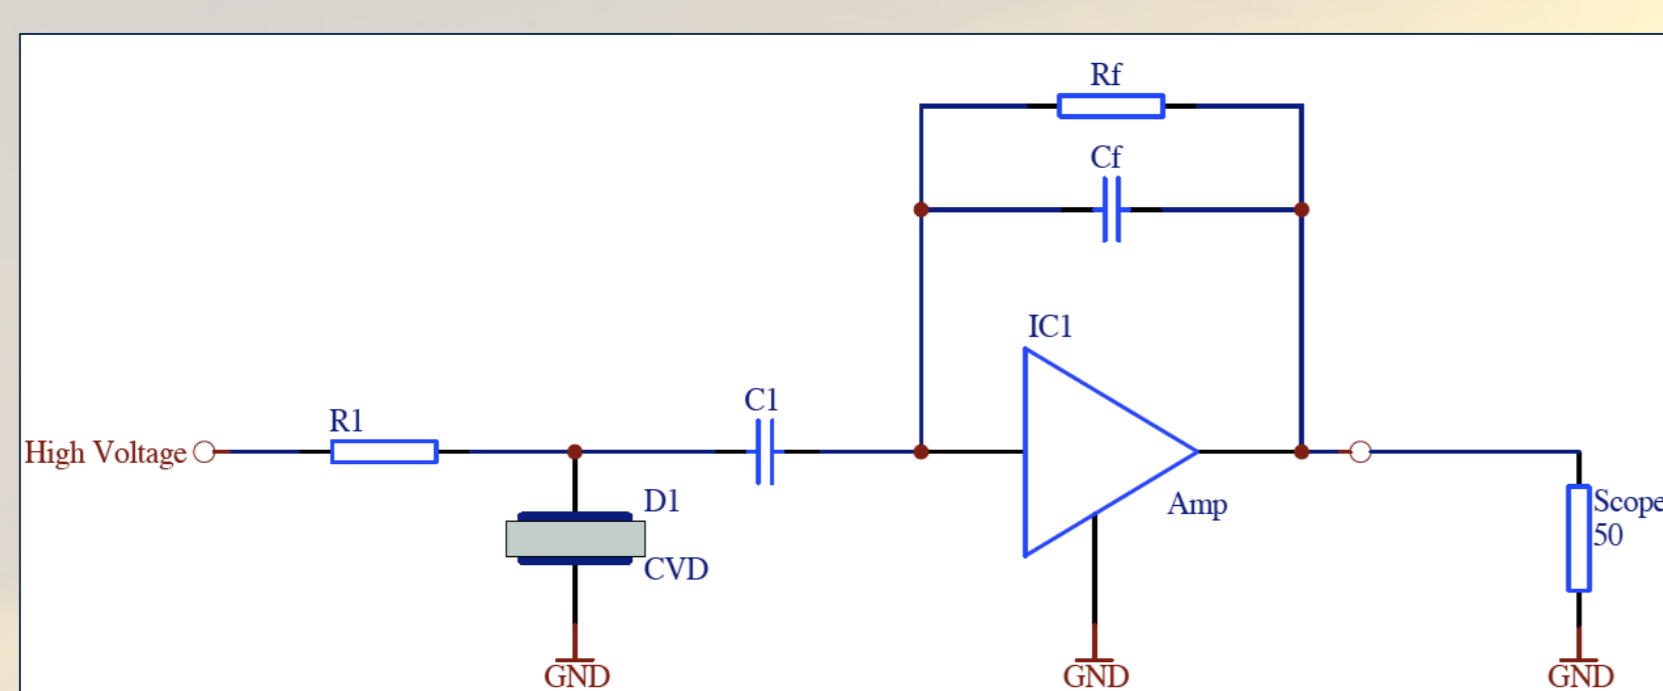 Rf
Cf
IC1
C1
R1
High Voltage
D1
Amp
Scope
50
CVD
GND
GND
GND